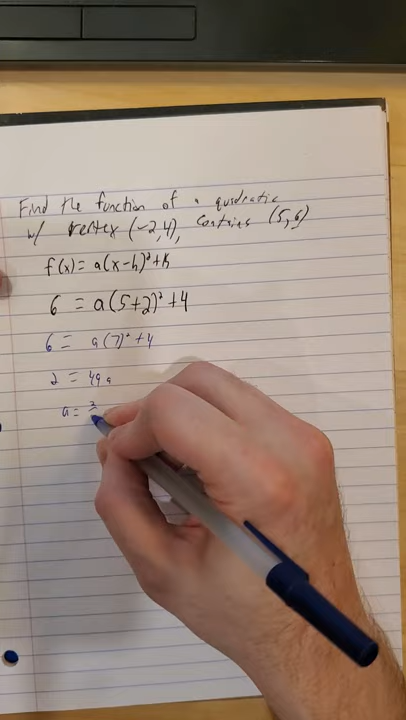 Find the function of a quadratic
w/ vertex (-2,4), contains (5,6)
f(x) = a(x-h)²+k
6 = a(5+2)²+4
6 = a(7)²+4
2 = 49a
a = 2